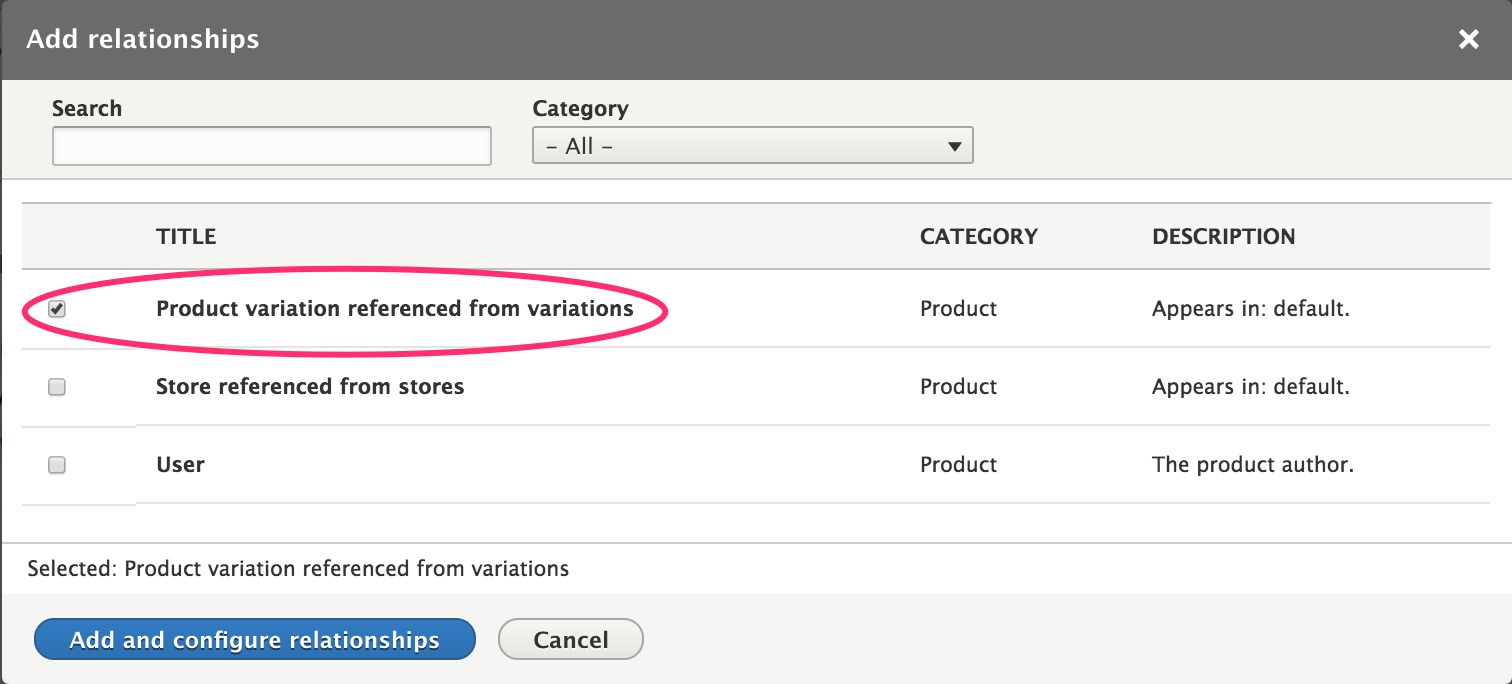 Add relationships
Search
Category
– All –
TITLE CATEGORY DESCRIPTION
Product variation referenced from variations Product Appears in: default.
Store referenced from stores Product Appears in: default.
User Product The product author.
Selected: Product variation referenced from variations
Add and configure relationships Cancel